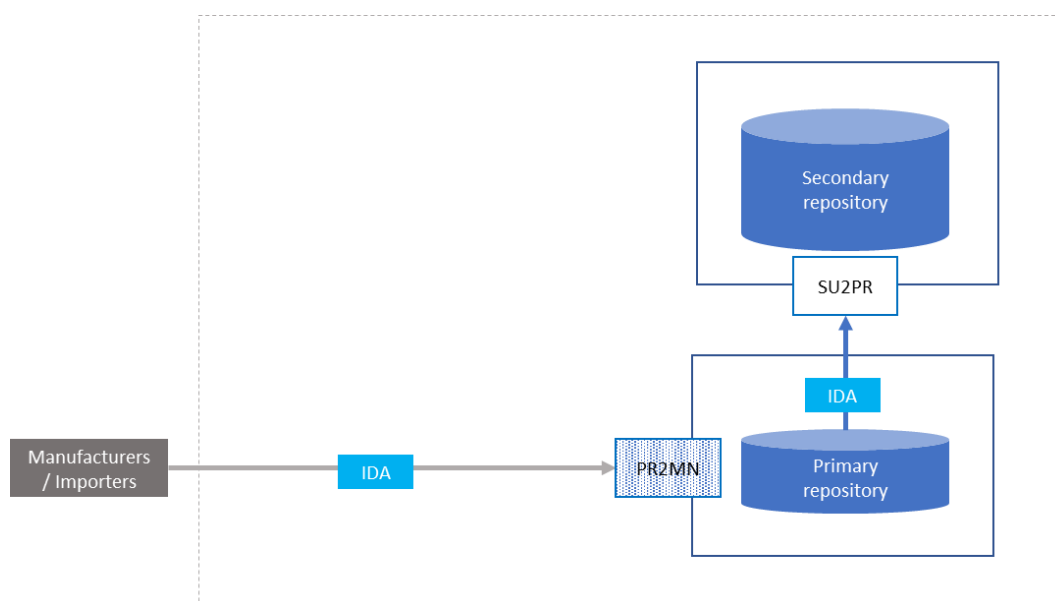 Secondary
repository
SU2PR
IDA
Manufacturers
/ Importers
IDA
PR2MN
Primary
repository